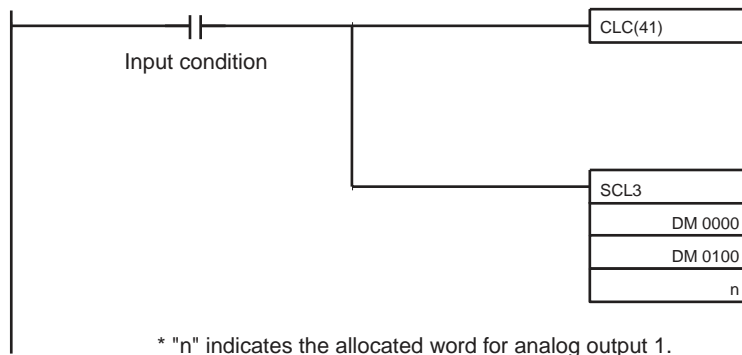 CLC(41)
Input condition
SCL3
DM 0000
DM 0100
n
* "n" indicates the allocated word for analog output 1.